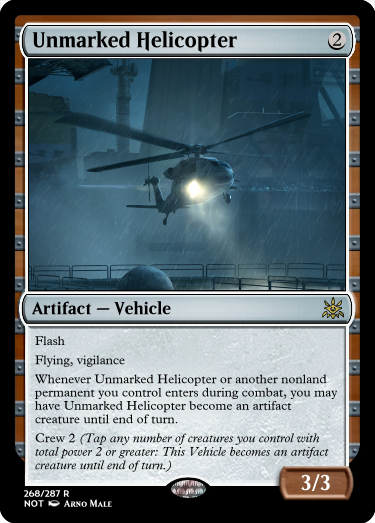 Unmarked Helicopter 2
Artifact — Vehicle
Flash
Flying, vigilance
Whenever Unmarked Helicopter or another nonland
permanent you control enters during combat, you may
have Unmarked Helicopter become an artifact
creature until end of turn.
Crew 2 (Tap any number of creatures you control with
total power 2 or greater: This Vehicle becomes an artifact
creature until end of turn.)
3/3
268/287 R
NOT Arno Male